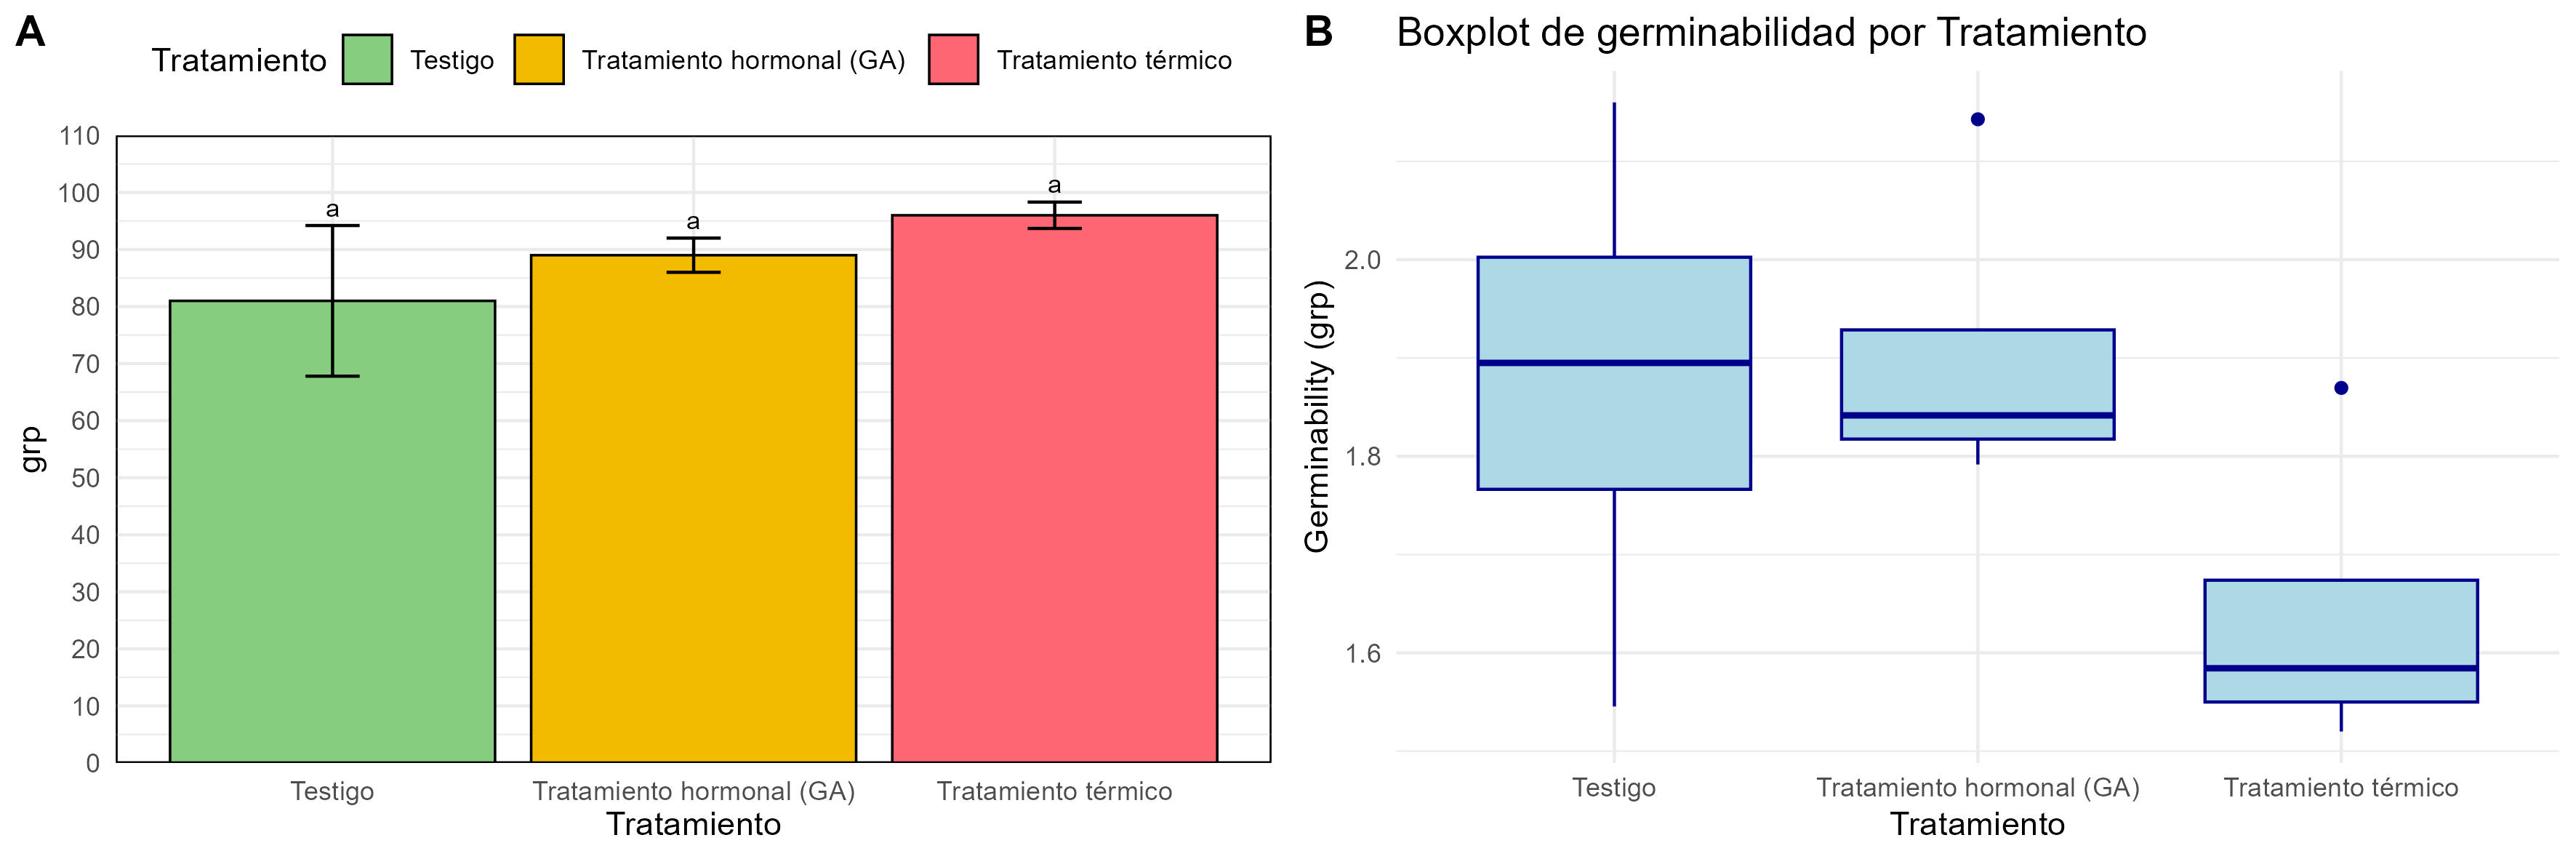 A
Tratamiento Testigo Tratamiento hormonal (GA) Tratamiento térmico
110
100
90
80
70
60
50
40
30
20
10
0
grp
a
a
a
Testigo Tratamiento hormonal (GA) Tratamiento térmico
Tratamiento
B
Boxplot de germinabilidad por Tratamiento
2.0
1.8
1.6
Germinability (grp)
Testigo Tratamiento hormonal (GA) Tratamiento térmico
Tratamiento